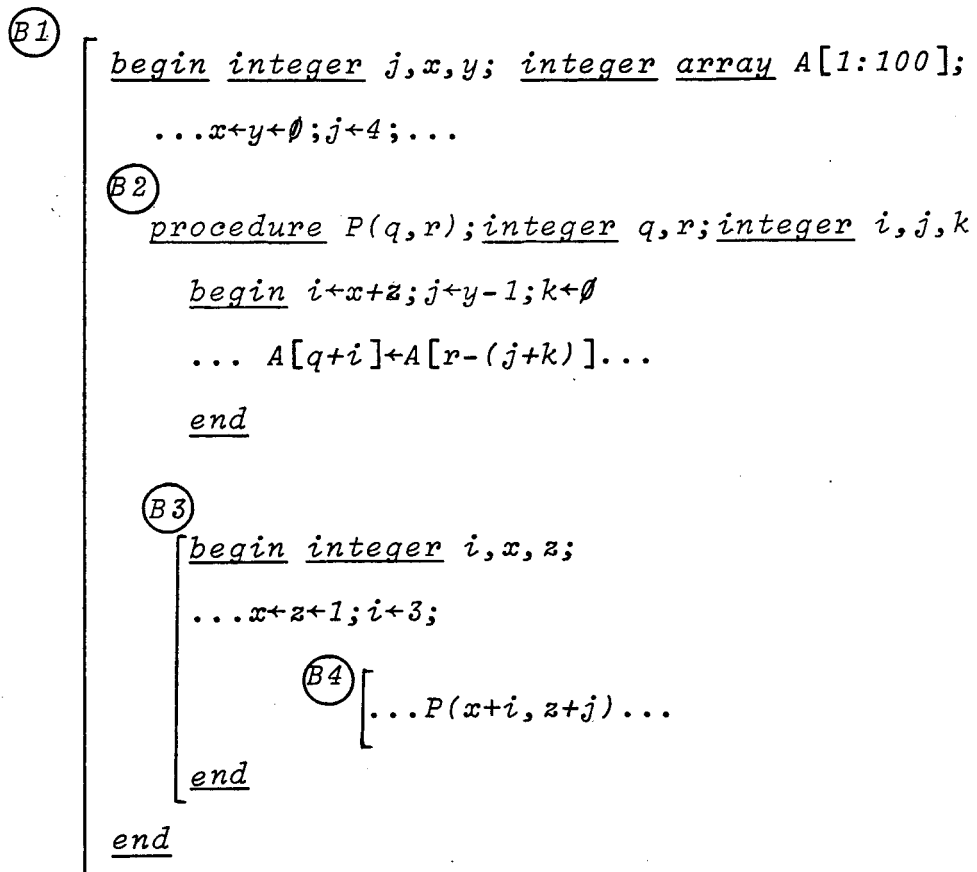 B1
begin integer j,x,y; integer array A[1:100];
...x←y←∅;j←4;...
B2
procedure P(q,r);integer q,r;integer i,j,k
begin i←x+z;j←y-1;k←∅
... A[q+i]←A[r-(j+k)]...
end
B3
begin integer i,x,z;
...x←z←1;i←3;
B4
...P(x+i,z+j)...
end
end